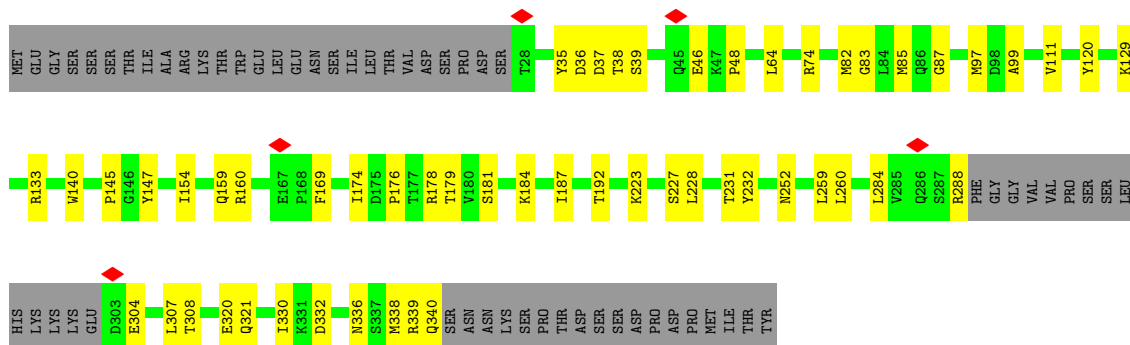 MET GLU GLY SER SER SER THR ILE ALA ARG LYS THR TRP GLU LEU GLU ASN SER ILE LEU THR VAL ASP SER PRO ASP SER T28 Y35 D36 D37 T38 S39 Q45 E46 K47 P48 L64 R74 M82 G83 L84 M85 Q86 G87 M97 D98 A99 V111 Y120 K129
R133 W140 P145 G146 Y147 I154 Q159 R160 E167 P168 F169 I174 D175 P176 T177 R178 T179 V180 S181 K184 I187 T192 K223 S227 L228 T231 Y232 N252 L259 L260 L284 V285 Q286 S287 R288 PHE GLY GLY VAL VAL PRO SER SER LEU
HIS LYS LYS LYS GLU D303 E304 L307 T308 E320 Q321 I330 K331 D332 N336 S337 M338 R339 Q340 SER ASN ASN LYS SER PRO THR ASP SER SER ASP PRO ASP PRO MET ILE THR TYR